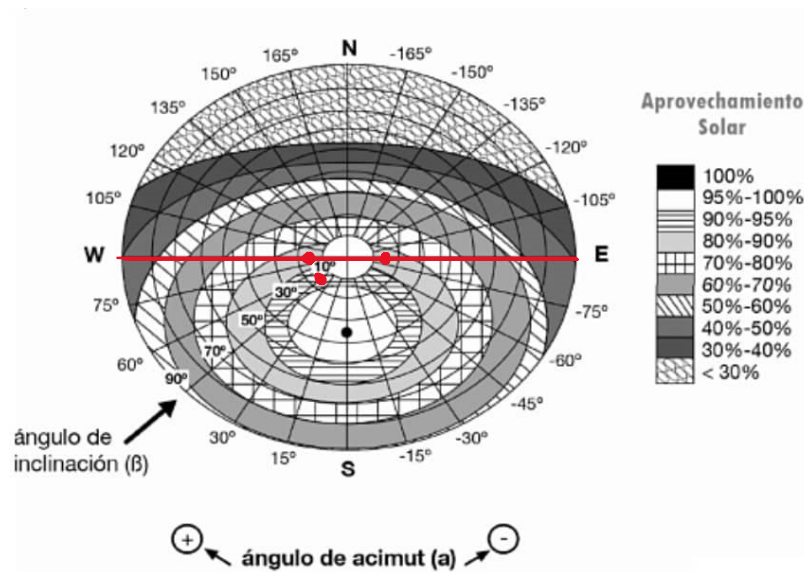 N
165º
-165º
150º
-150º
135º
-135º
120º
-120º
105º
-105º
W
E
75º
-75º
60º
-60º
-45º
30º
-30º
15º
-15º
S
10º
30º
50º
70º
90º
ángulo de
inclinación (ß)
Aprovechamiento
Solar
100%
95%-100%
90%-95%
80%-90%
70%-80%
60%-70%
50%-60%
40%-50%
30%-40%
< 30%
+ ángulo de acimut (a) -